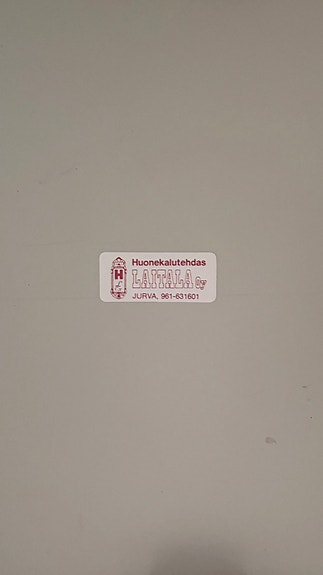 Huonekalutehdas
H
LAITALA Oy
JURVA, 961-631601